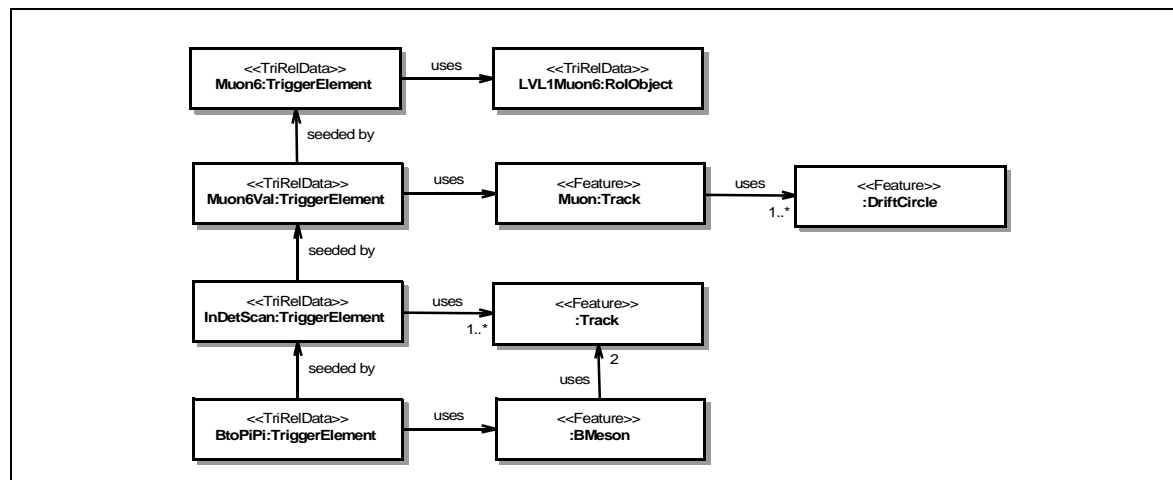 <<TriRelData>>
Muon6:TriggerElement
uses
<<TriRelData>>
LVL1Muon6:RoIObject
seeded by
<<TriRelData>>
Muon6Val:TriggerElement
uses
<<Feature>>
Muon:Track
uses
1..*
<<Feature>>
:DriftCircle
seeded by
<<TriRelData>>
InDetScan:TriggerElement
uses
1..*
<<Feature>>
:Track
seeded by
2
uses
<<TriRelData>>
BtoPiPi:TriggerElement
uses
<<Feature>>
:BMeson